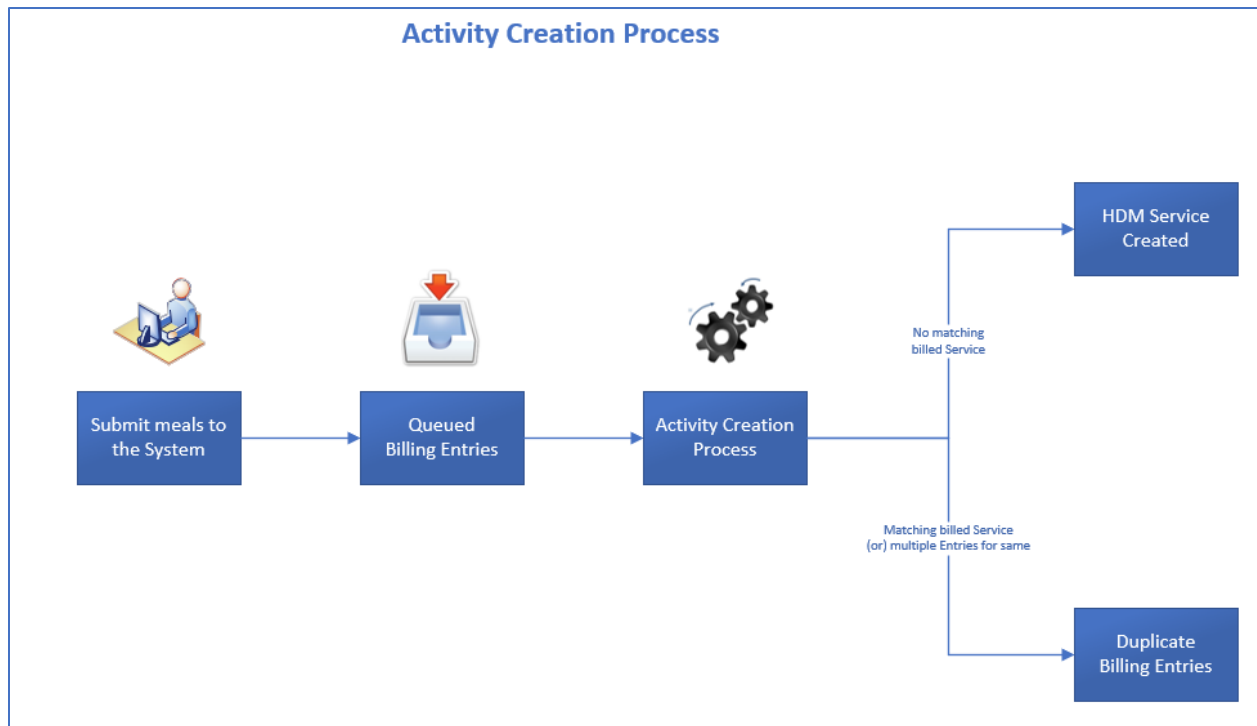 Activity Creation Process
HDM Service
Created
No matching
billed Service
Submit meals to
the System
Queued
Billing Entries
Activity Creation
Process
Matching billed Service
(or) multiple Entries for same
Duplicate
Billing Entries